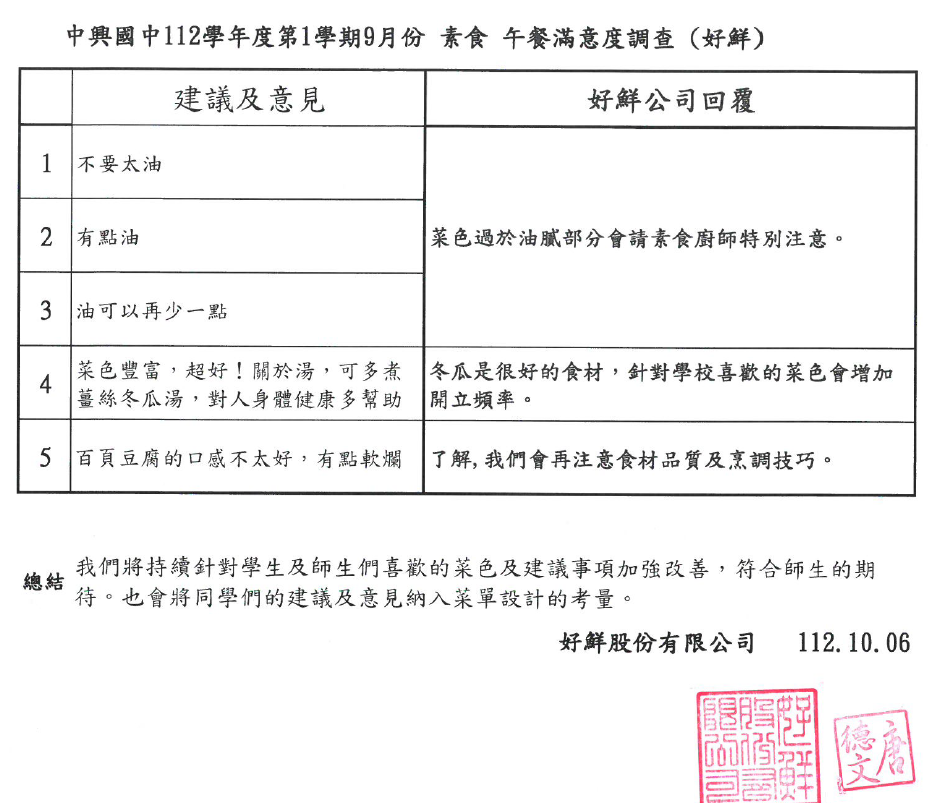 中興國中112學年度第1學期9月份 素食 午餐滿意度調查（好鮮）
建議及意見 好鮮公司回覆
1 不要太油
2 有點油 菜色過於油膩部分會請素食廚師特別注意。
3 油可以再少一點
4 菜色豐富，超好！關於湯，可多煮
薑絲冬瓜湯，對人身體健康多幫助
冬瓜是很好的食材，針對學校喜歡的菜色會增加
開立頻率。
5 百頁豆腐的口感不太好，有點軟爛 了解,我們會再注意食材品質及烹調技巧。
總結 我們將持續針對學生及師生們喜歡的菜色及建議事項加強改善，符合師生的期
待。也會將同學們的建議及意見納入菜單設計的考量。
好鮮股份有限公司 112.10.06
好鮮
股份有
限公司
唐
德文